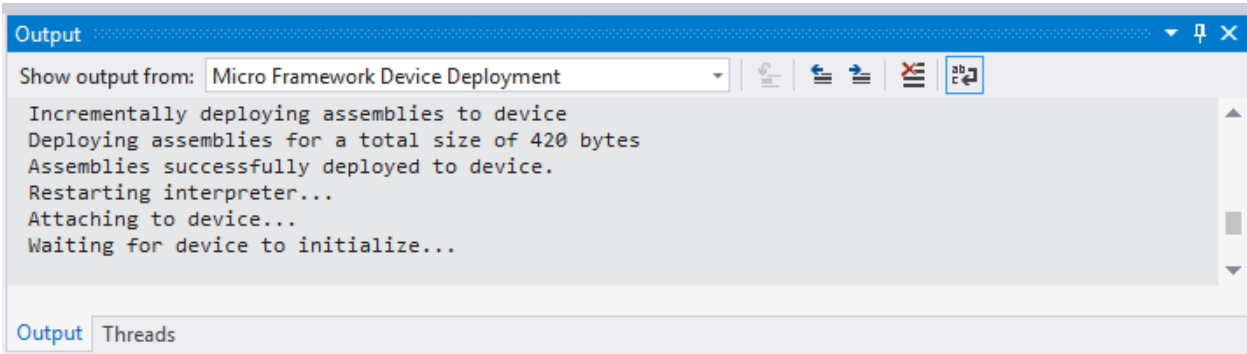 Output
Show output from: Micro Framework Device Deployment
Incrementally deploying assemblies to device
Deploying assemblies for a total size of 420 bytes
Assemblies successfully deployed to device.
Restarting interpreter...
Attaching to device...
Waiting for device to initialize...
Output Threads